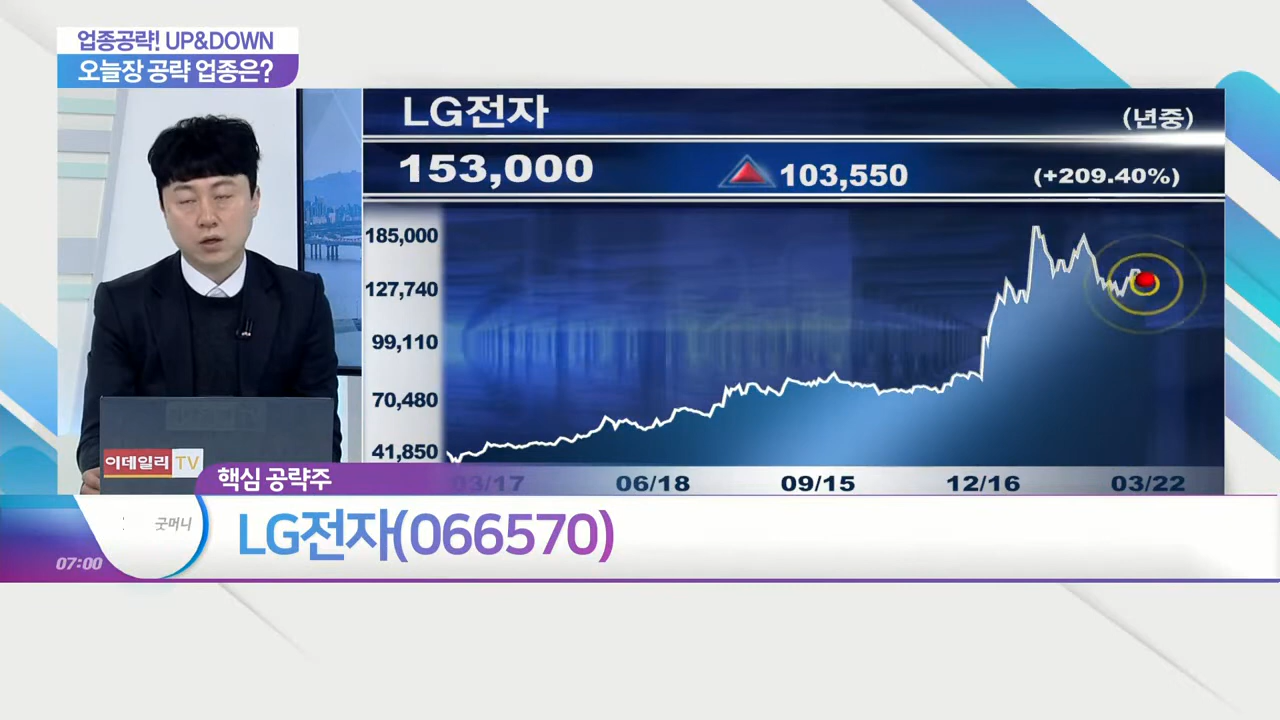 업종공략! UP&DOWN
오늘장 공략 업종은?
LG전자
(년중)
153,000
103,550
(+209.40%)
185,000
127,740
99,110
70,480
41,850
03/17
06/18
09/15
12/16
03/22
이데일리TV
핵심 공략주
굿머니
LG전자(066570)
07:00